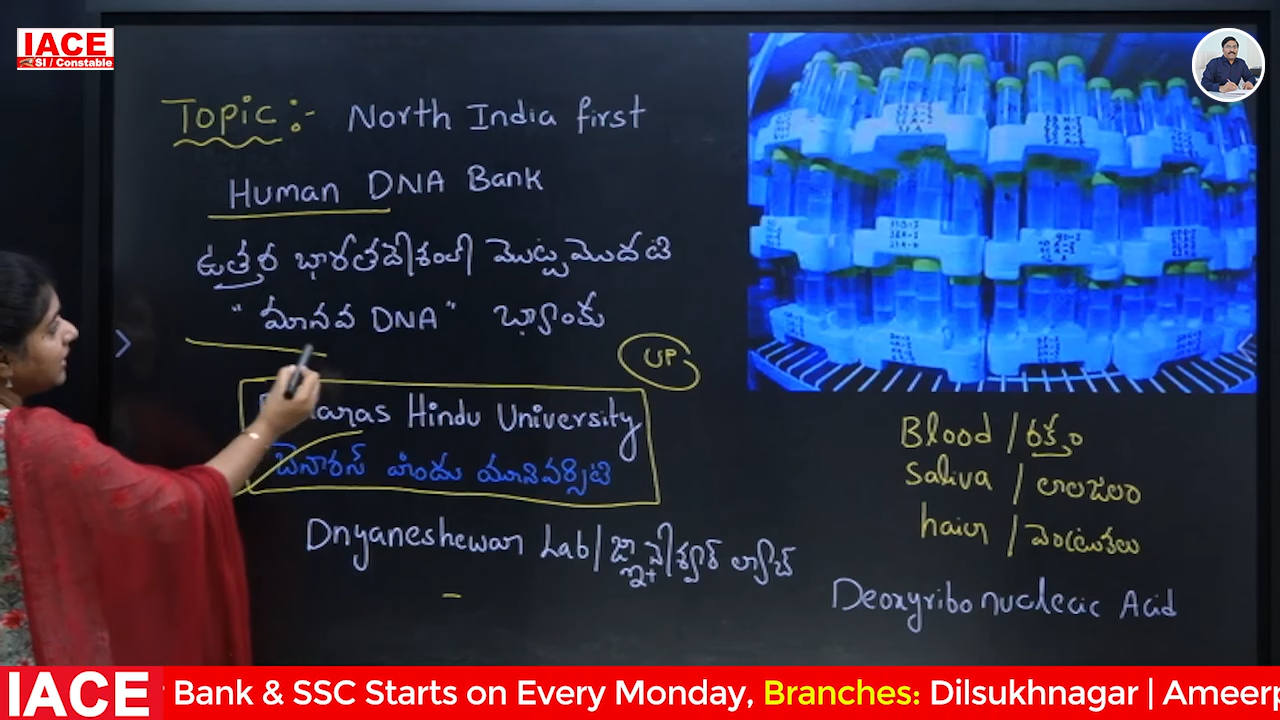 IACE
SI / Constable
Topic :- North India first
Human DNA Bank
ఉత్తర భారతదేశంలో మొట్టమొదటి
"మానవ DNA" బ్యాంకు
UP
Hindu University
బెనారస్ హిందు యూనివర్సిటి
Dnyaneshewar Lab / జ్ఞానేశ్వర్ ల్యాబ్
Blood / రక్తం
Saliva / లాలాజలం
hair / వెంట్రుకలు
Deoxyribo nucleic Acid
IACE Bank & SSC Starts on Every Monday, Branches: Dilsukhnagar | Ameerp